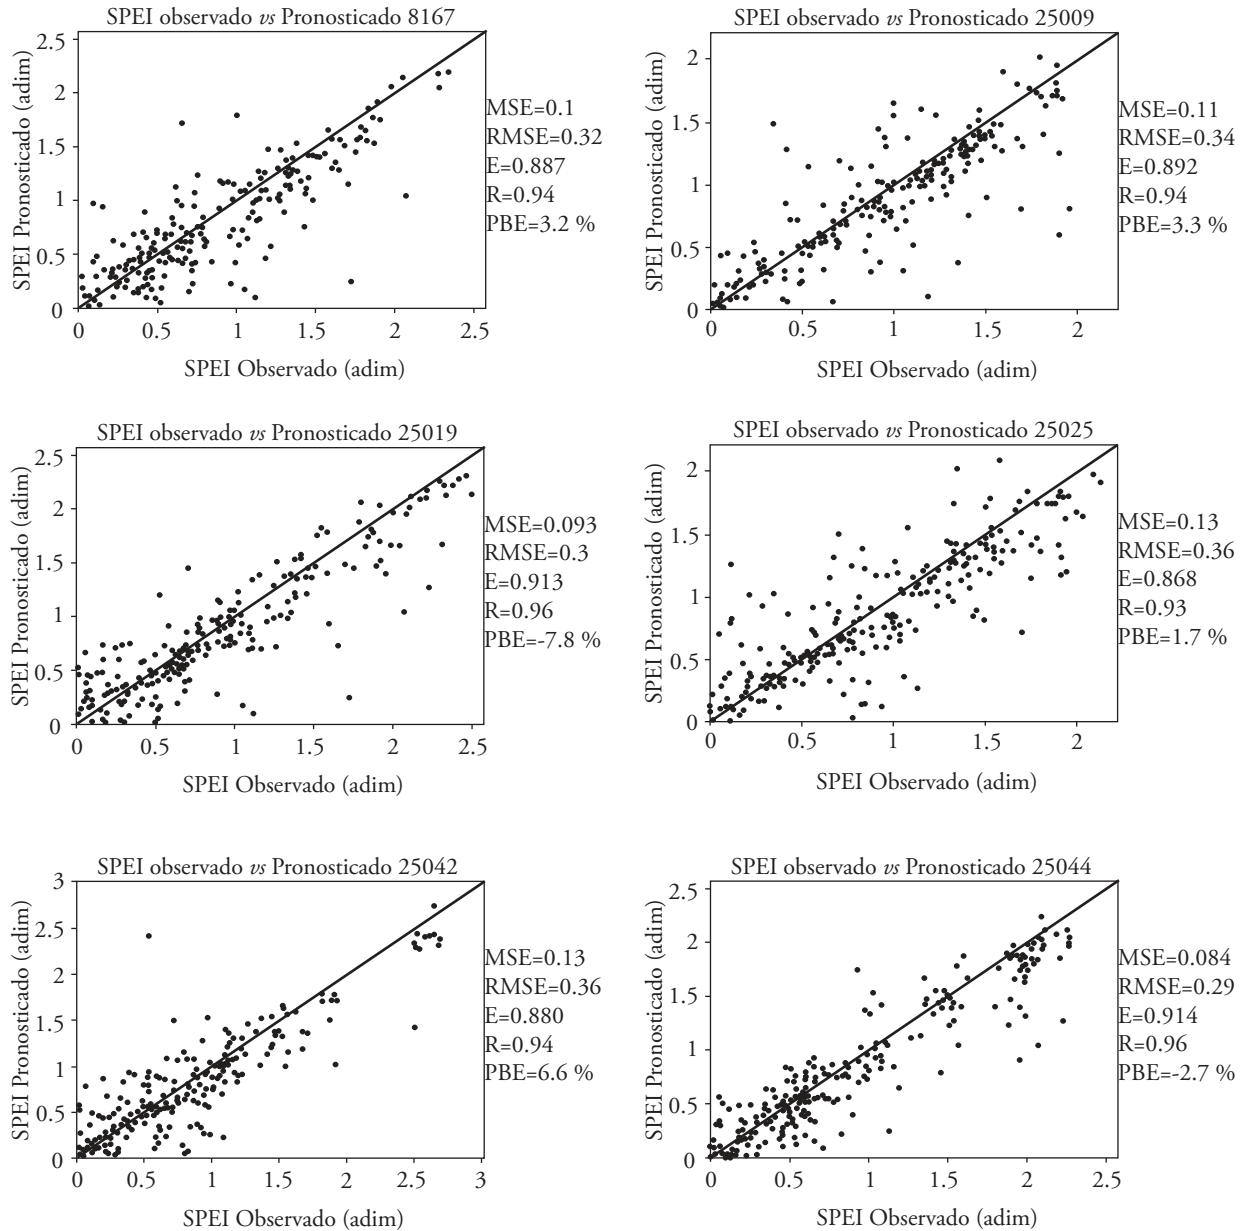 SPEI observado vs Pronosticado 8167
SPEI Pronosticado (adim)
2.5
2
1.5
1
0.5
0
0
0.5
1
1.5
2
2.5
SPEI Observado (adim)
MSE=0.1
RMSE=0.32
E=0.887
R=0.94
PBE=3.2 %
SPEI observado vs Pronosticado 25009
SPEI Pronosticado (adim)
2
1.5
1
0.5
0
0
0.5
1
1.5
2
SPEI Observado (adim)
MSE=0.11
RMSE=0.34
E=0.892
R=0.94
PBE=3.3 %
SPEI observado vs Pronosticado 25019
SPEI Pronosticado (adim)
2.5
2
1.5
1
0.5
0
0
0.5
1
1.5
2
2.5
SPEI Observado (adim)
MSE=0.093
RMSE=0.3
E=0.913
R=0.96
PBE=-7.8 %
SPEI observado vs Pronosticado 25025
SPEI Pronosticado (adim)
2
1.5
1
0.5
0
0
0.5
1
1.5
2
SPEI Observado (adim)
MSE=0.13
RMSE=0.36
E=0.868
R=0.93
PBE=1.7 %
SPEI observado vs Pronosticado 25042
SPEI Pronosticado (adim)
3
2.5
2
1.5
1
0.5
0
0
0.5
1
1.5
2
2.5
3
SPEI Observado (adim)
MSE=0.13
RMSE=0.36
E=0.880
R=0.94
PBE=6.6 %
SPEI observado vs Pronosticado 25044
SPEI Pronosticado (adim)
2.5
2
1.5
1
0.5
0
0
0.5
1
1.5
2
2.5
SPEI Observado (adim)
MSE=0.084
RMSE=0.29
E=0.914
R=0.96
PBE=-2.7 %